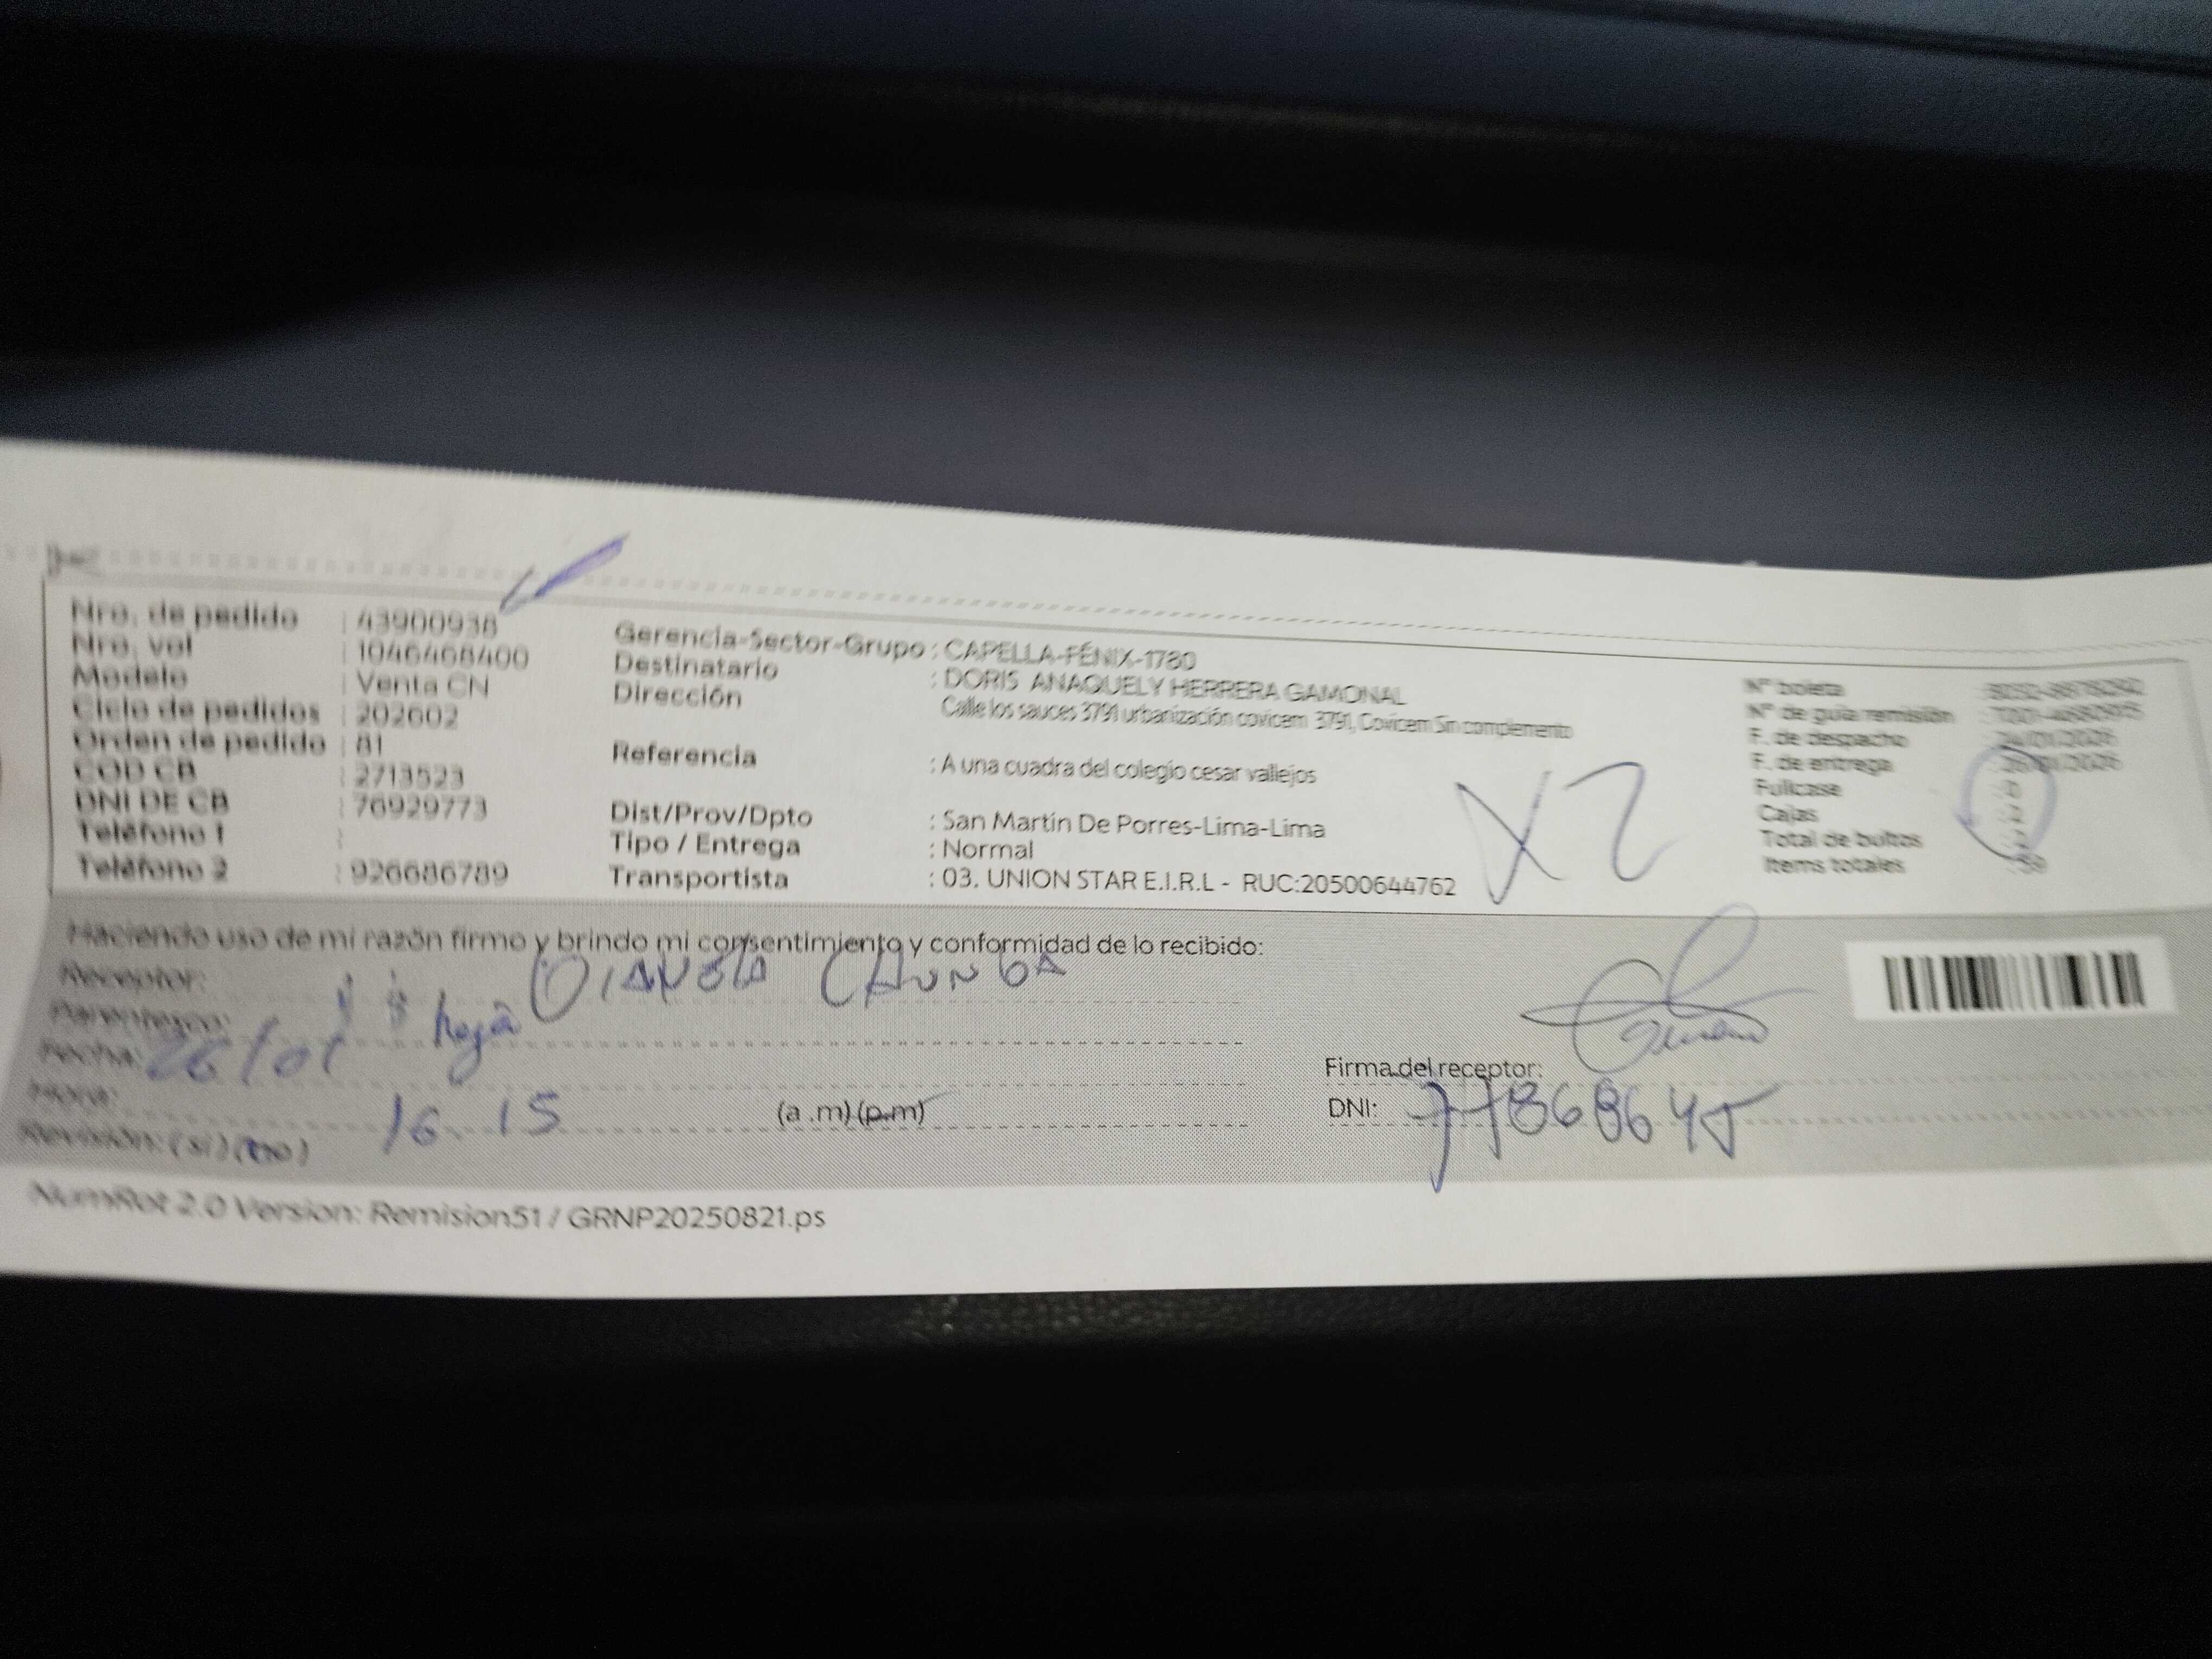 Nro. de pedido : 43900938
Nro. vol : 1046468400
Modelo : Venta CN
Ciclo de pedidos : 202602
Orden de pedido : 81
COD CB : 2713523
DNI DE CB : 76929773
Teléfono 1 :
Teléfono 2 : 926686789
Gerencia-Sector-Grupo : CAPELLA-FÉNIX-1780
Destinatario : DORIS ANAQUELY HERRERA GAMONAL
Dirección : Calle los sauces 3791 urbanización covicem 3791, Covicem Sin complemento
Referencia : A una cuadra del colegio cesar vallejos
Dist/Prov/Dpto : San Martín De Porres-Lima-Lima
Tipo / Entrega : Normal
Transportista : 03. UNION STAR E.I.R.L - RUC:20500644762
X2
N° boleta
N° de guía remisión
F. de despacho
F. de entrega
Fullcase
Cajas
Total de bultos
Items totales
Haciendo uso de mi razón firmo y brindo mi consentimiento y conformidad de lo recibido:
Receptor:
Parentesco:
Fecha: 26/01
Hora: 16 15 (a.m) (p.m)
Revisión: (si) (no)
Firma del receptor:
DNI:
NumRot 2.0 Version: Remision51 / GRNP20250821.ps